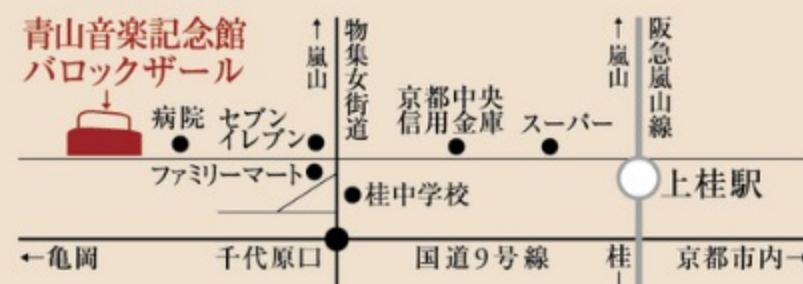 青山音楽記念館
バロックザール
↑嵐山
物集女街道
↑嵐山
阪急嵐山線
病院
セブン
イレブン
京都中央
信用金庫
スーパー
ファミリーマート
桂中学校
上桂駅
←亀岡
千代原口
国道9号線
桂
京都市内→